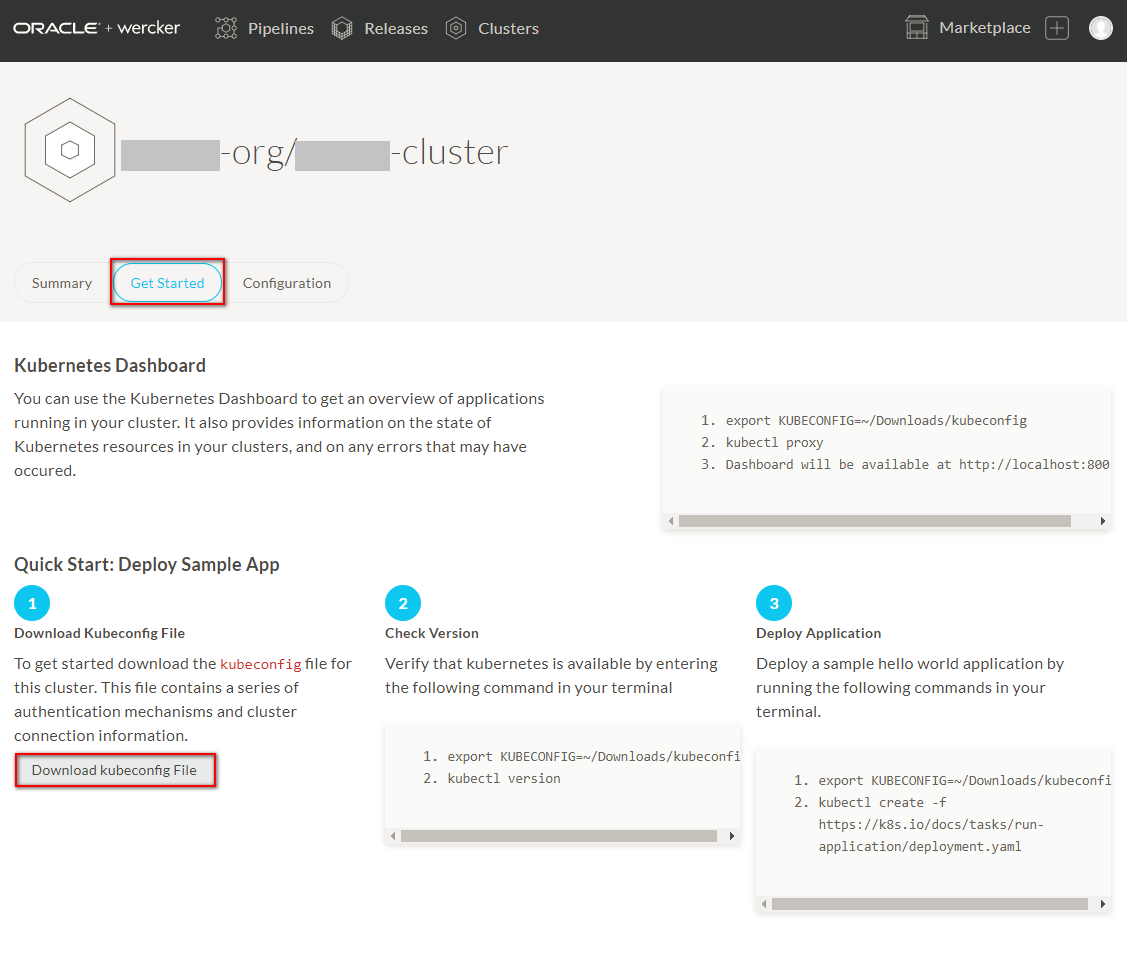 ORACLE + wercker Pipelines Releases Clusters Marketplace
-org/ -cluster
Summary Get Started Configuration
Kubernetes Dashboard
You can use the Kubernetes Dashboard to get an overview of applications
running in your cluster. It also provides information on the state of
Kubernetes resources in your clusters, and on any errors that may have
occured.
1. export KUBECONFIG=~/Downloads/kubeconfig
2. kubectl proxy
3. Dashboard will be available at http://localhost:800
Quick Start: Deploy Sample App
1
Download Kubeconfig File
To get started download the kubeconfig file for
this cluster. This file contains a series of
authentication mechanisms and cluster
connection information.
Download kubeconfig File
2
Check Version
Verify that kubernetes is available by entering
the following command in your terminal
1. export KUBECONFIG=~/Downloads/kubeconfi
2. kubectl version
3
Deploy Application
Deploy a sample hello world application by
running the following commands in your
terminal.
1. export KUBECONFIG=~/Downloads/kubeconfi
2. kubectl create -f
https://k8s.io/docs/tasks/run-
application/deployment.yaml